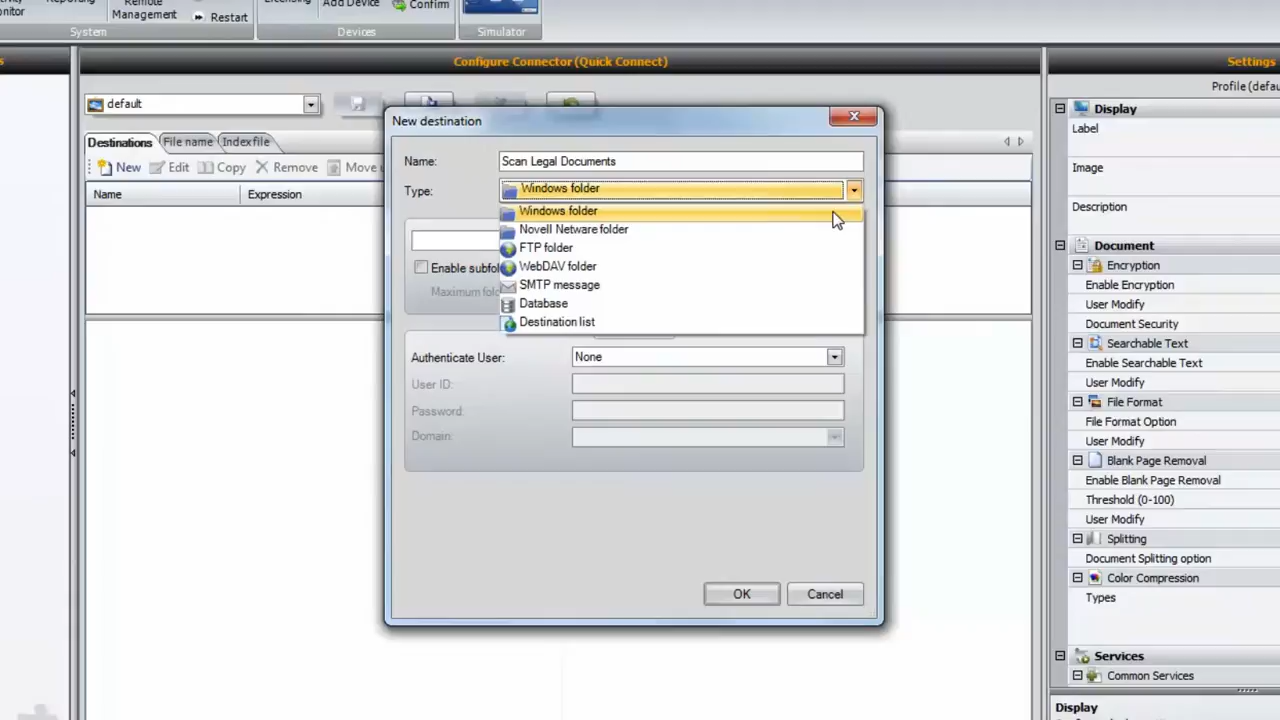 Remote
Management
Restart
Add Device
Confirm
System
Devices
Simulator
Configure Connector (Quick Connect)
Settings
default
Destinations
File name
Index file
New
Edit
Copy
Remove
Name
Expression
New destination
Name:
Scan Legal Documents
Type:
Windows folder
Windows folder
Novell Netware folder
FTP folder
WebDAV folder
SMTP message
Database
Destination list
Authenticate User:
None
User ID:
Password:
Domain:
OK
Cancel
Display
Label
Image
Description
Document
Encryption
Enable Encryption
User Modify
Document Security
Searchable Text
Enable Searchable Text
User Modify
File Format
File Format Option
User Modify
Blank Page Removal
Enable Blank Page Removal
Threshold (0-100)
User Modify
Splitting
Document Splitting option
Color Compression
Types
Services
Common Services
Display